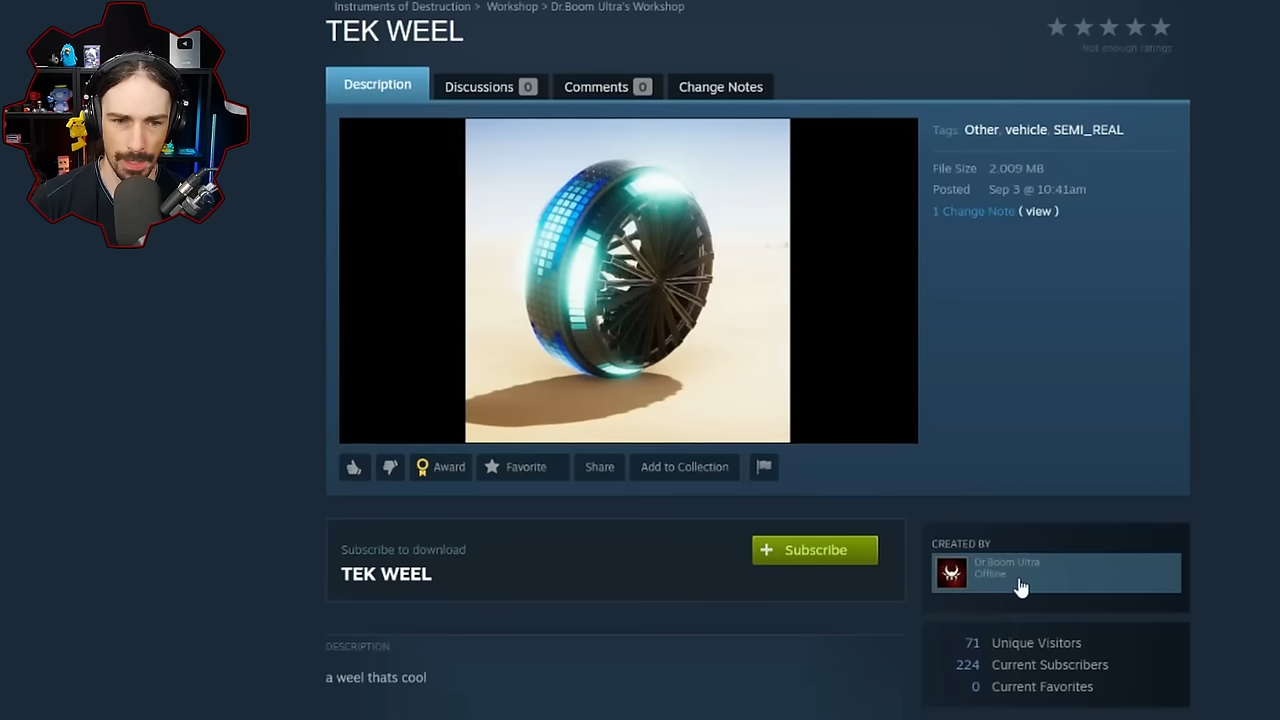 Instruments of Destruction > Workshop > Dr.Boom Ultra's Workshop
TEK WEEL
Not enough ratings
Description
Discussions 0
Comments 0
Change Notes
Tags: Other, vehicle, SEMI_REAL
File Size 2.009 MB
Posted Sep 3 @ 10:41am
1 Change Note ( view )
Award
Favorite
Share
Add to Collection
Subscribe to download
TEK WEEL
+ Subscribe
CREATED BY
Dr.Boom Ultra
Offline
71 Unique Visitors
224 Current Subscribers
0 Current Favorites
DESCRIPTION
a weel thats cool